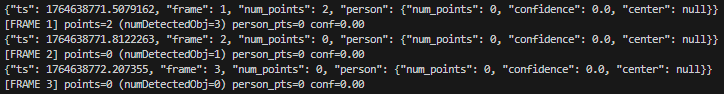 {"ts": 1764638771.5079162, "frame": 1, "num_points": 2, "person": {"num_points": 0, "confidence": 0.0, "center": null}}
[FRAME 1] points=2 (numDetectedObj=3) person_pts=0 conf=0.00
{"ts": 1764638771.8122263, "frame": 2, "num_points": 0, "person": {"num_points": 0, "confidence": 0.0, "center": null}}
[FRAME 2] points=0 (numDetectedObj=1) person_pts=0 conf=0.00
{"ts": 1764638772.207355, "frame": 3, "num_points": 0, "person": {"num_points": 0, "confidence": 0.0, "center": null}}
[FRAME 3] points=0 (numDetectedObj=0) person_pts=0 conf=0.00